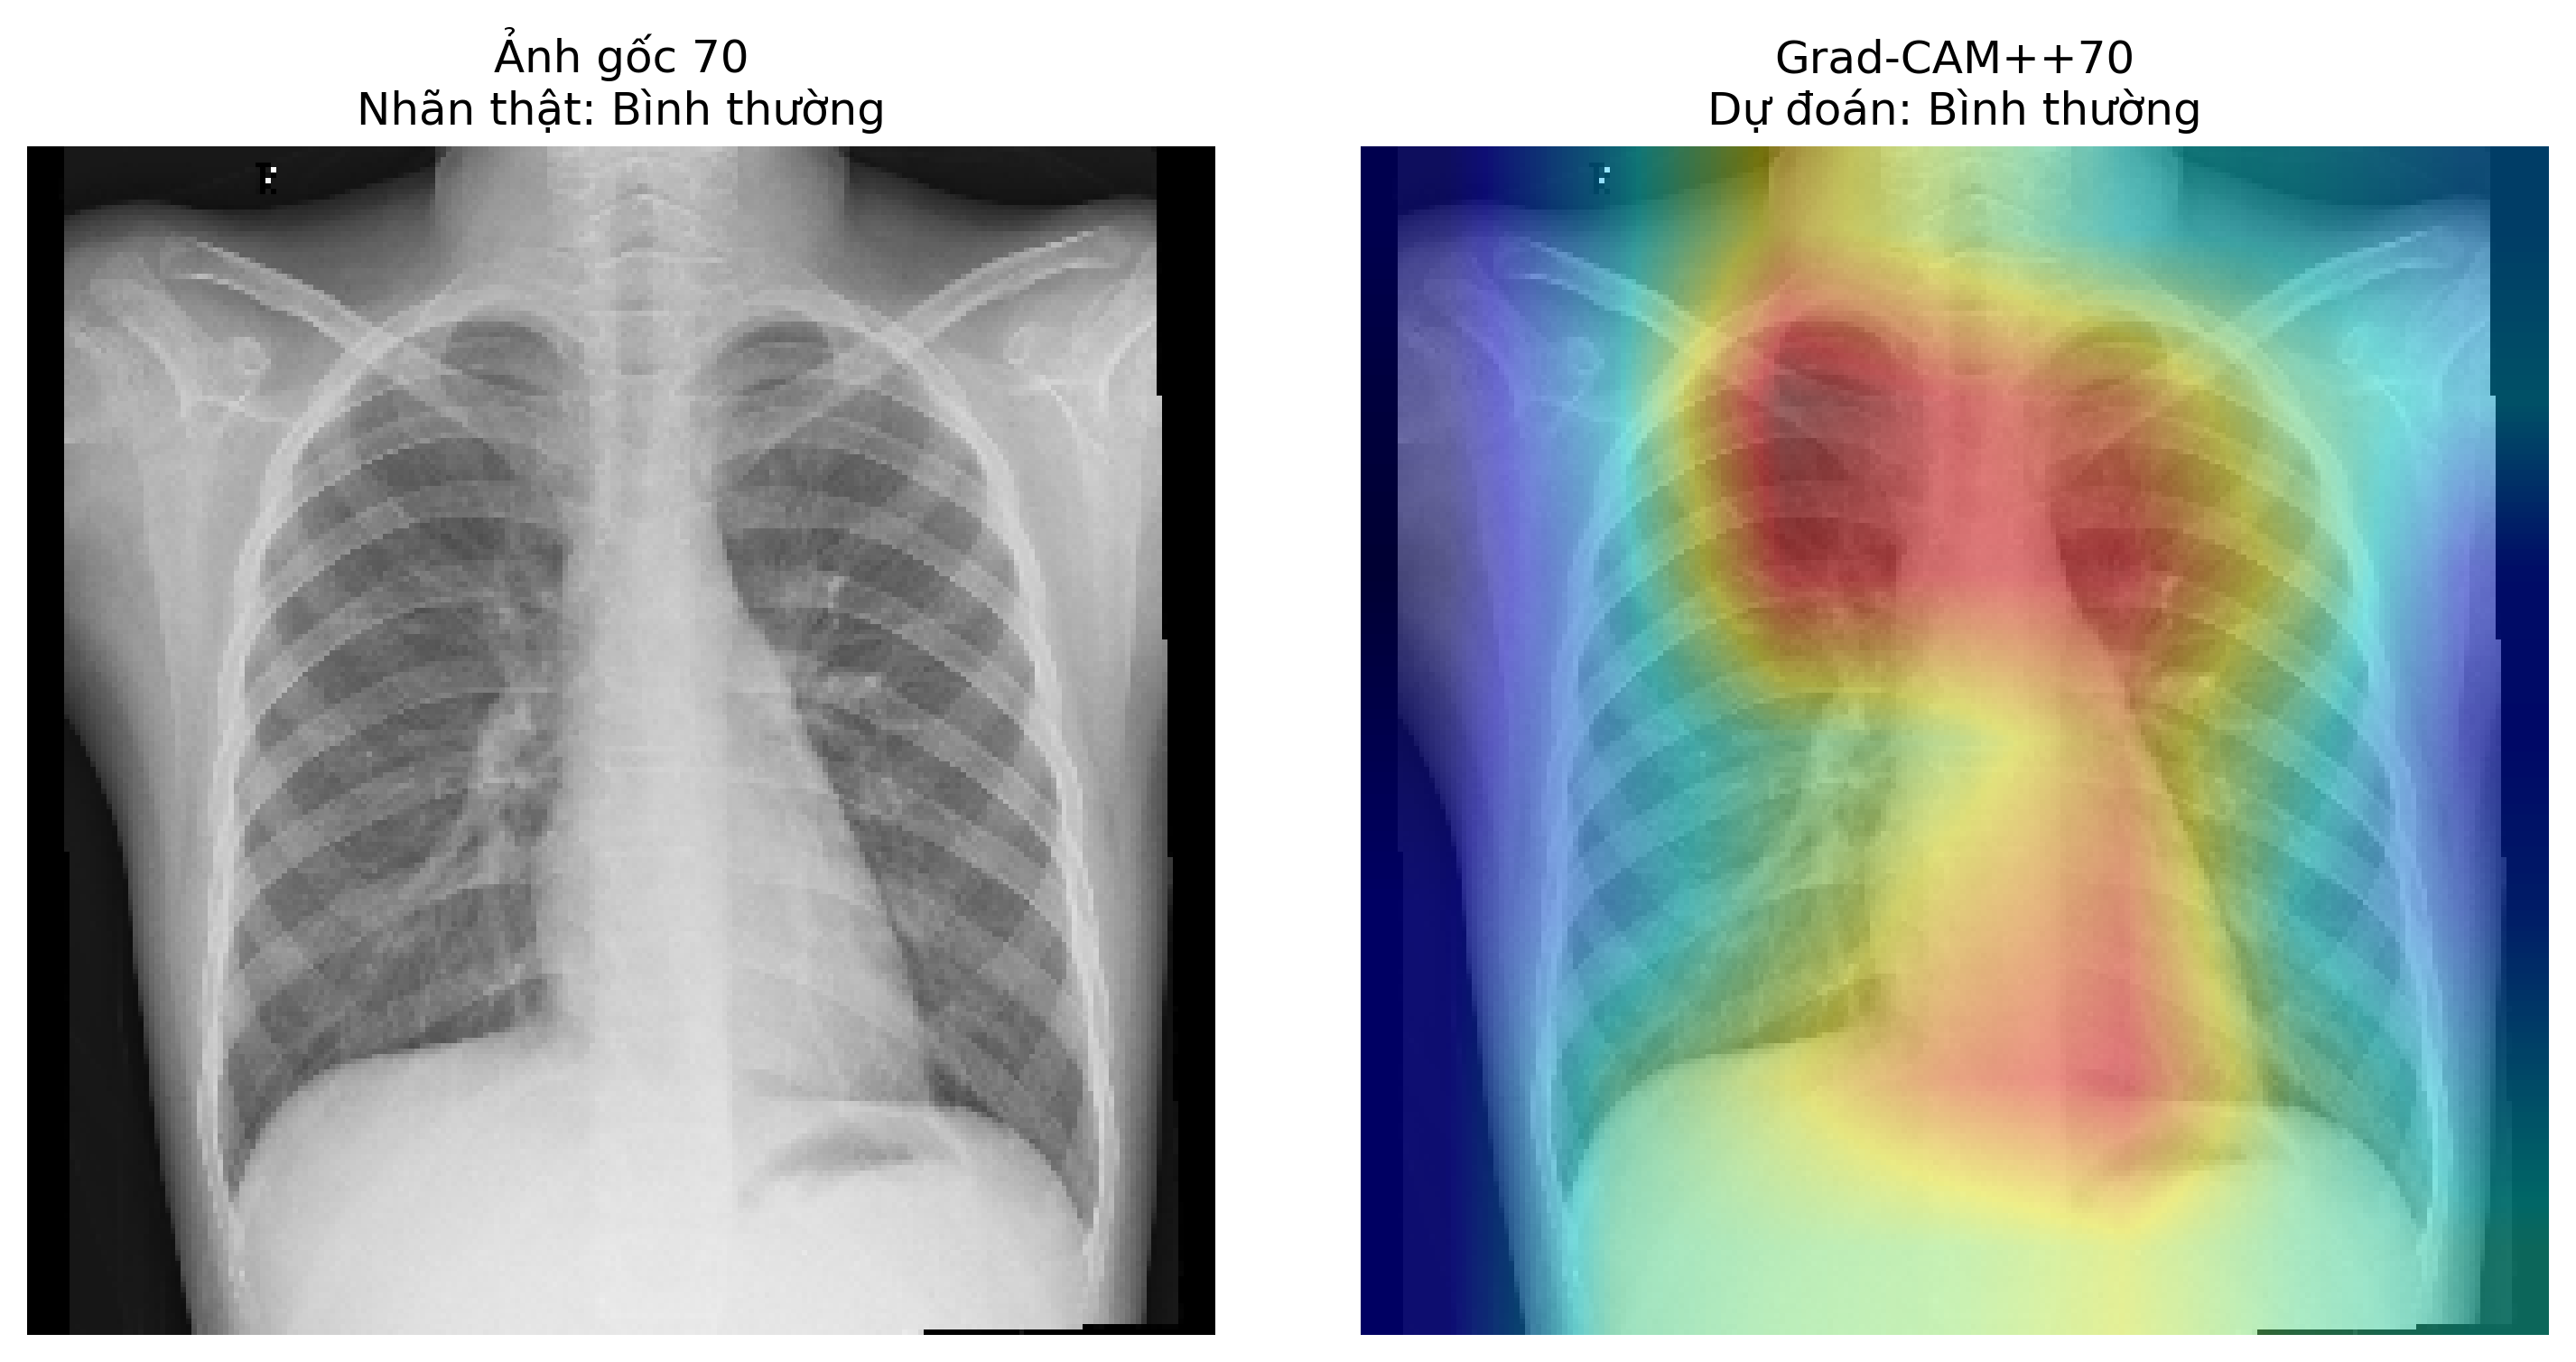 Ảnh gốc 70
Nhãn thật: Bình thường
Grad-CAM++70
Dự đoán: Bình thường